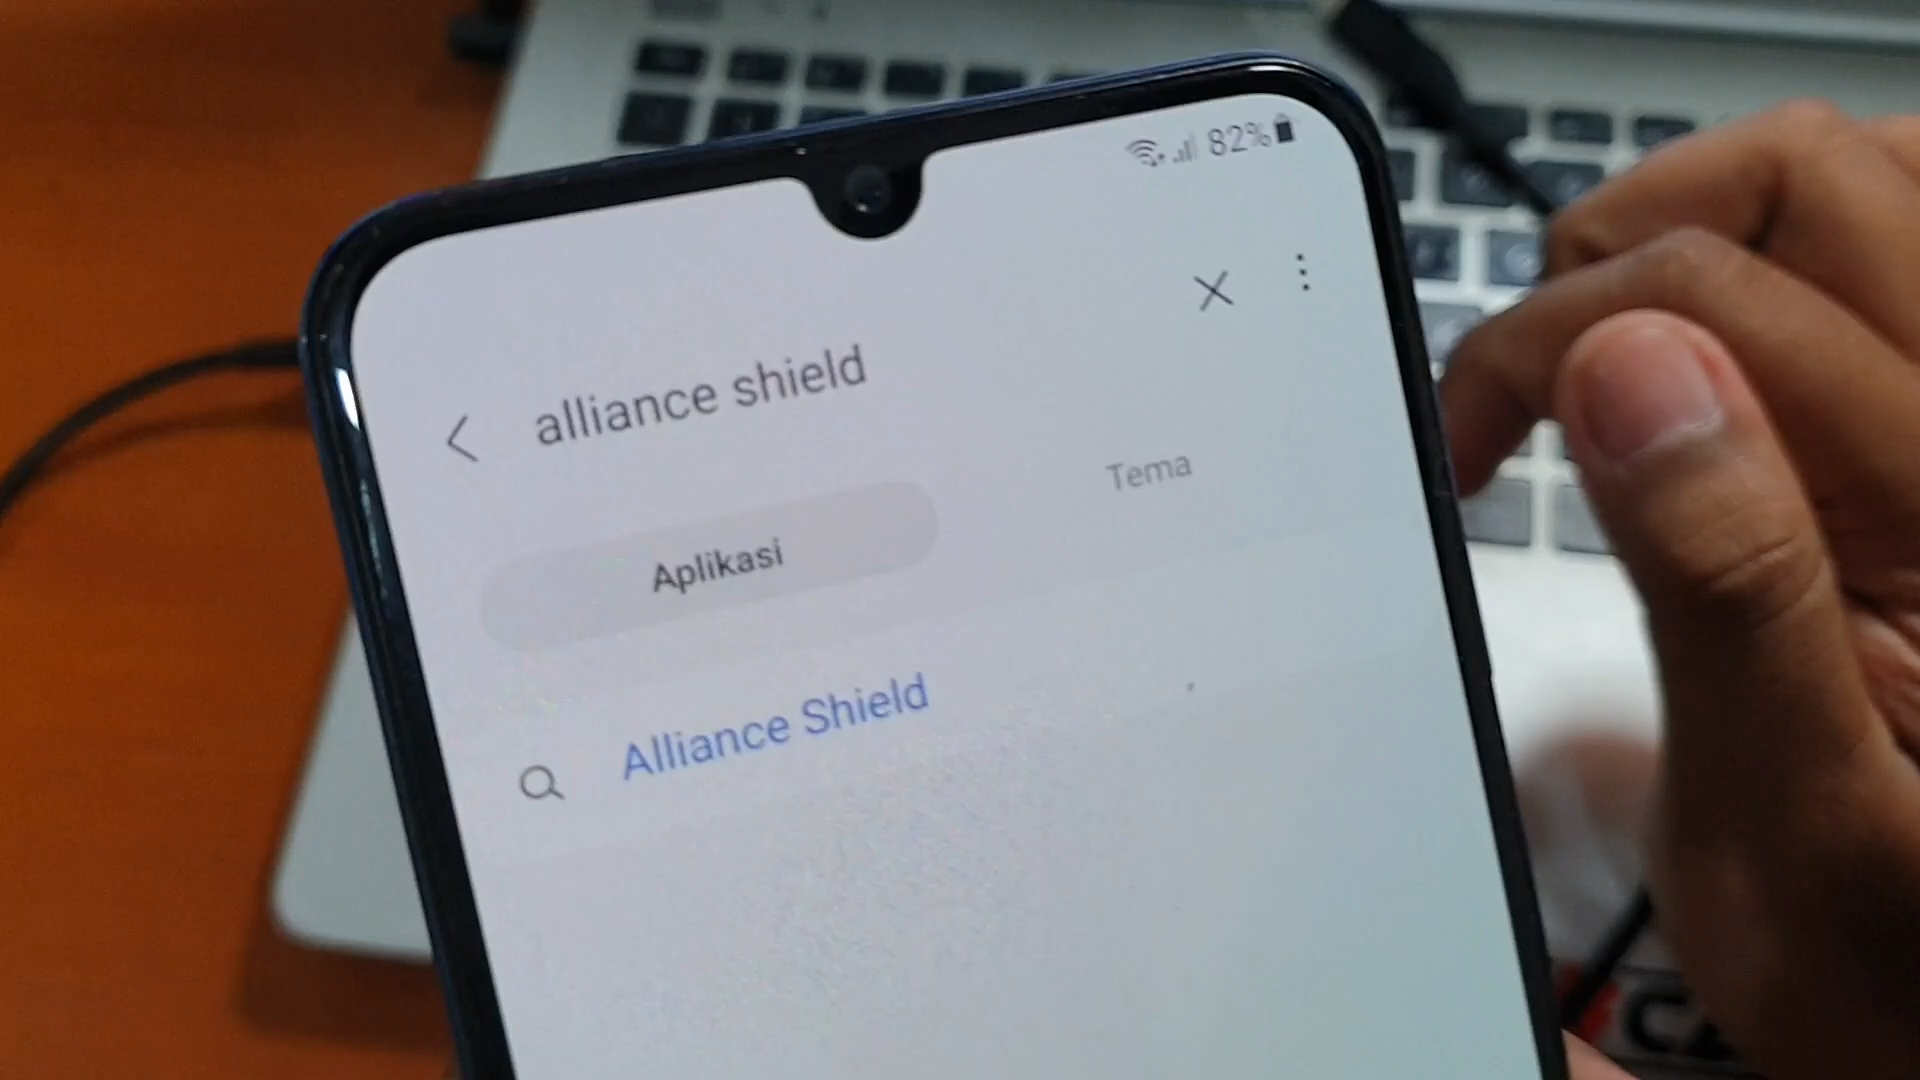 82%
alliance shield
Aplikasi
Tema
Alliance Shield